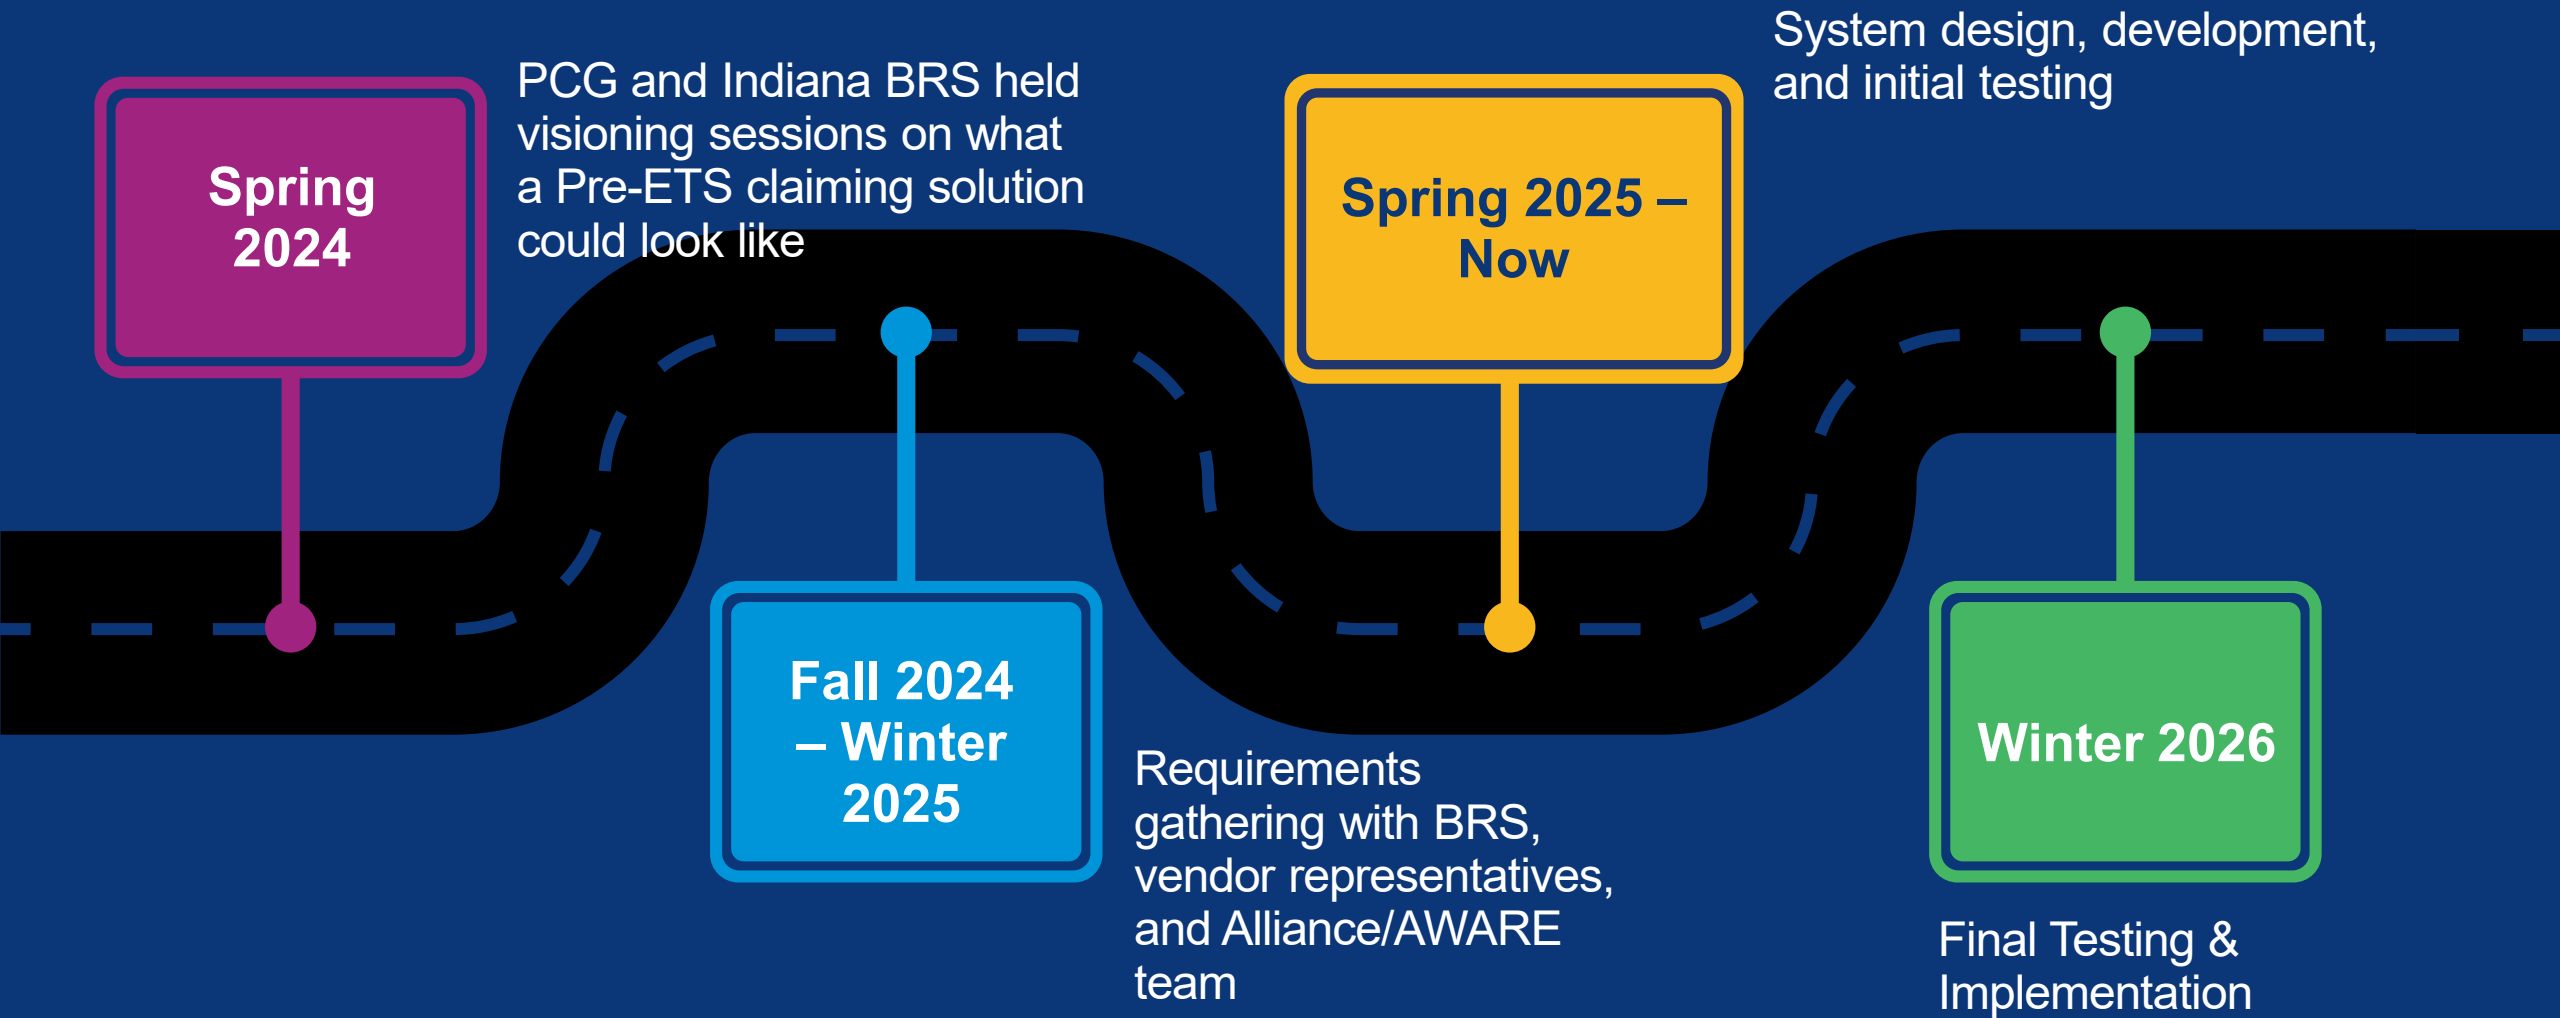 Spring
2024
PCG and Indiana BRS held
visioning sessions on what
a Pre-ETS claiming solution
could look like
Fall 2024
– Winter
2025
Requirements
gathering with BRS,
vendor representatives,
and Alliance/AWARE
team
Spring 2025 –
Now
System design, development,
and initial testing
Winter 2026
Final Testing &
Implementation